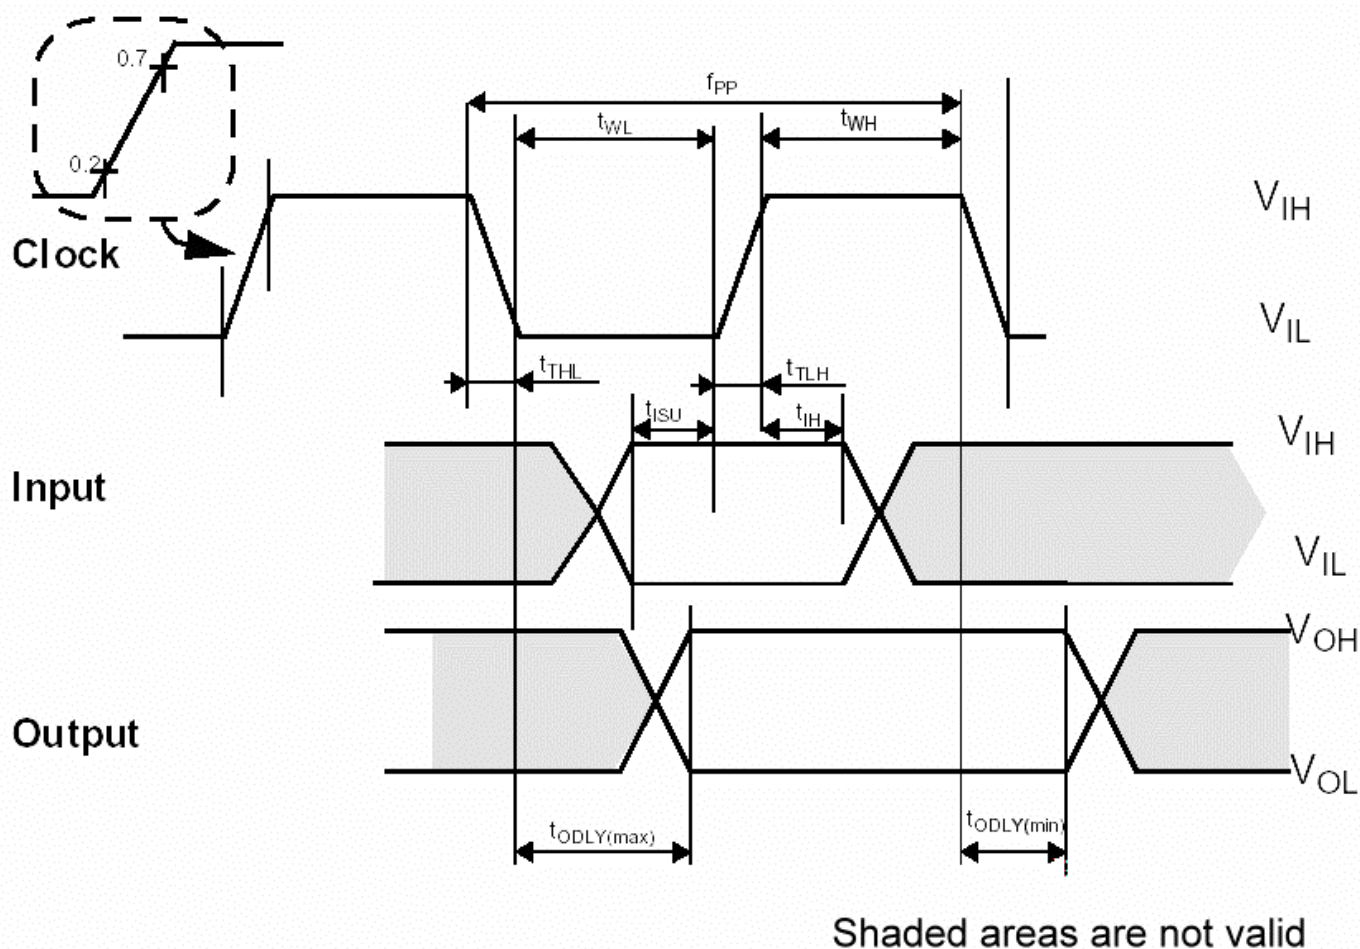 0.7
0.2
fPP
tWL
tWH
Clock
VIH
VIL
tTHL
tTLH
tISU
tIH
Input
VIH
VIL
Output
VOH
VOL
tODLY(max)
tODLY(min)
Shaded areas are not valid